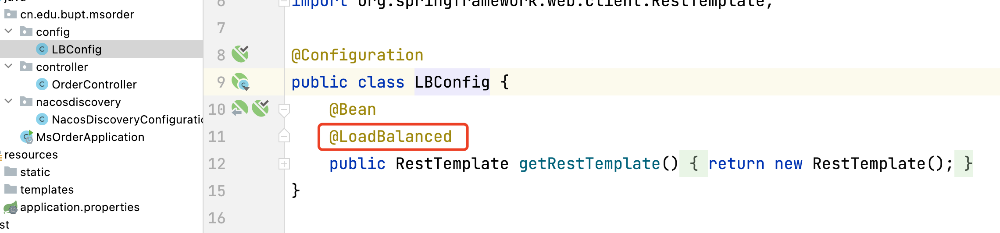 cn.edu.bupt.msorder
config
LBConfig
controller
OrderController
nacosdiscovery
NacosDiscoveryConfiguratio
MsOrderApplication
resources
static
templates
application.properties
st
6 import org.springframework.web.client.RestTemplate;
7
8 @Configuration
9 public class LBConfig {
10 @Bean
11 @LoadBalanced
12 public RestTemplate getRestTemplate() { return new RestTemplate(); }
15 }
16